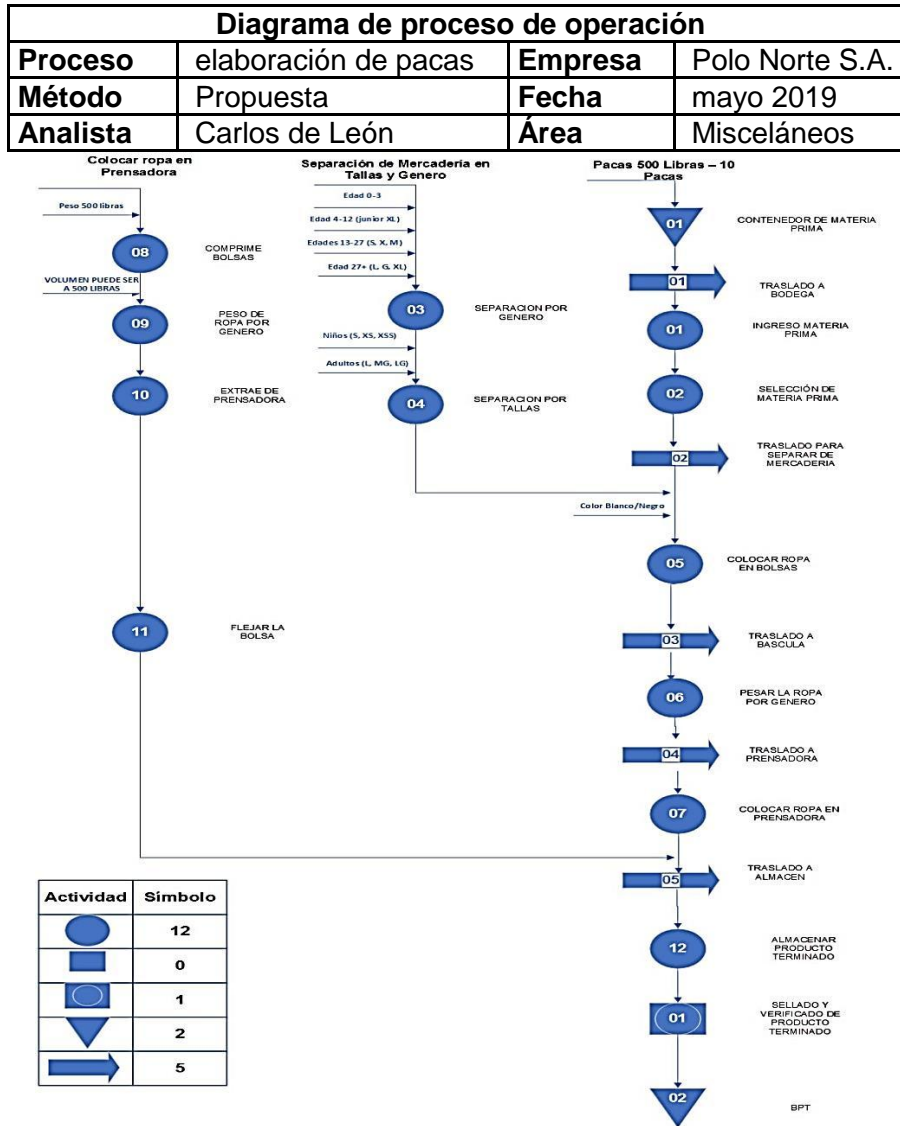 Diagrama de proceso de operación
Proceso elaboración de pacas Empresa Polo Norte S.A.
Método Propuesta Fecha mayo 2019
Analista Carlos de León Área Misceláneos
Colocar ropa en
Prensadora
Peso 500 libras
08
COMPRIME
BOLSAS
VOLUMEN PUEDE SER
A 500 LIBRAS
09
PESO DE
ROPA POR
GENERO
10
EXTRAE DE
PRENSADORA
11
FLEJAR LA
BOLSA
Separación de Mercadería en
Tallas y Genero
Edad 0-3
Edad 4-12 (junior XL)
Edades 13-27 (S, X, M)
Edad 27+ (L, G, XL)
03
SEPARACION POR
GENERO
Niños (S, XS, XSS)
Adultos (L, MG, LG)
04
SEPARACION POR
TALLAS
Pacas 500 Libras – 10
Pacas
01
CONTENEDOR DE MATERIA
PRIMA
01
TRASLADO A
BODEGA
01
INGRESO MATERIA
PRIMA
02
SELECCIÓN DE
MATERIA PRIMA
02
TRASLADO PARA
SEPARAR DE
MERCADERIA
Color Blanco/Negro
05
COLOCAR ROPA
EN BOLSAS
03
TRASLADO A
BASCULA
06
PESAR LA ROPA
POR GENERO
04
TRASLADO A
PRENSADORA
07
COLOCAR ROPA EN
PRENSADORA
05
TRASLADO A
ALMACEN
12
ALMACENAR
PRODUCTO
TERMINADO
01
SELLADO Y
VERIFICADO DE
PRODUCTO
TERMINADO
02
BPT
Actividad Símbolo
12
0
1
2
5